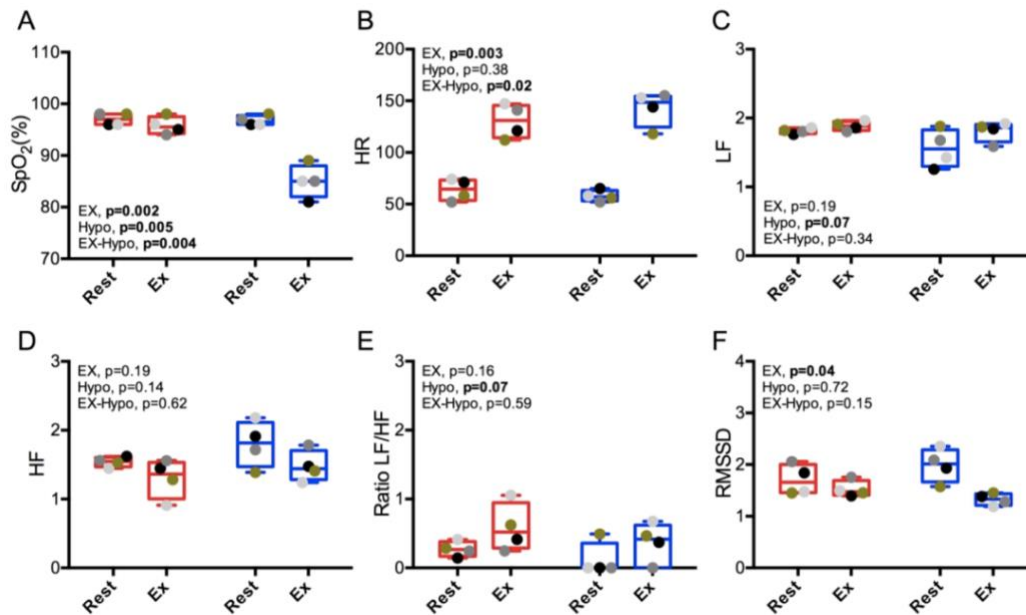 A
SpO2(%)
110
100
90
80
70
EX, p=0.002
Hypo, p=0.005
EX-Hypo, p=0.004
Rest
Ex
Rest
Ex
B
HR
200
150
100
50
0
EX, p=0.003
Hypo, p=0.38
EX-Hypo, p=0.02
Rest
Ex
Rest
Ex
C
LF
3
2
1
0
EX, p=0.19
Hypo, p=0.07
EX-Hypo, p=0.34
Rest
Ex
Rest
Ex
D
HF
3
2
1
0
EX, p=0.19
Hypo, p=0.14
EX-Hypo, p=0.62
Rest
Ex
Rest
Ex
E
Ratio LF/HF
3
2
1
0
EX, p=0.16
Hypo, p=0.07
EX-Hypo, p=0.59
Rest
Ex
Rest
Ex
F
RMSSD
4
3
2
1
0
EX, p=0.04
Hypo, p=0.72
EX-Hypo, p=0.15
Rest
Ex
Rest
Ex